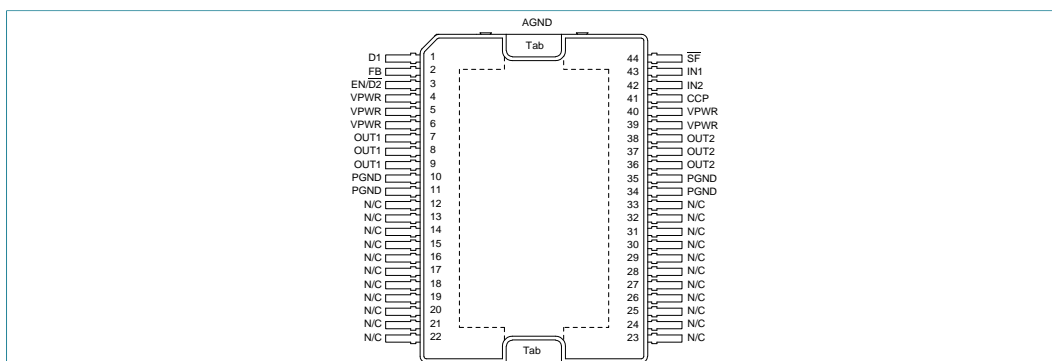 AGND
Tab
D1 1 44 S̅F̅
FB 2 43 IN1
EN/D̅2̅ 3 42 IN2
VPWR 4 41 CCP
VPWR 5 40 VPWR
VPWR 6 39 VPWR
OUT1 7 38 OUT2
OUT1 8 37 OUT2
OUT1 9 36 OUT2
PGND 10 35 PGND
PGND 11 34 PGND
N/C 12 33 N/C
N/C 13 32 N/C
N/C 14 31 N/C
N/C 15 30 N/C
N/C 16 29 N/C
N/C 17 28 N/C
N/C 18 27 N/C
N/C 19 26 N/C
N/C 20 25 N/C
N/C 21 24 N/C
N/C 22 23 N/C
Tab